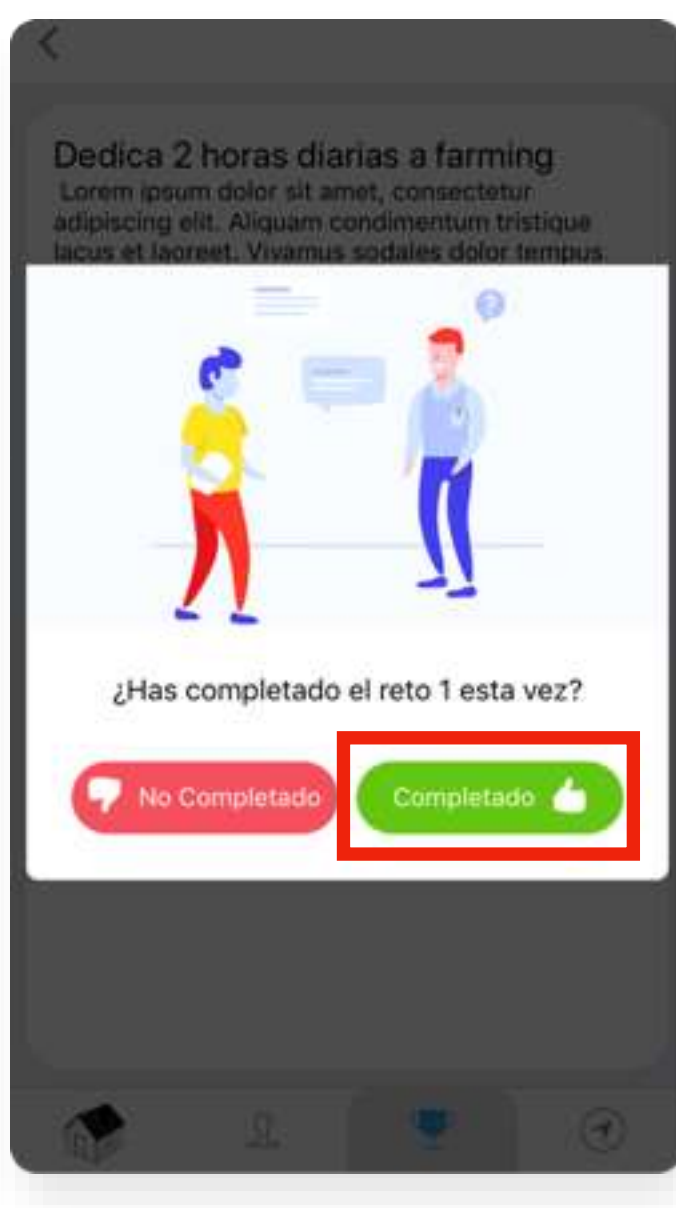 Dedica 2 horas diarias a farming
Lorem ipsum dolor sit amet, consectetur
adipiscing elit. Aliquam condimentum tristique
lacus et laoreet. Vivamus sodales dolor tempus
?
¿Has completado el reto 1 esta vez?
No Completado
Completado